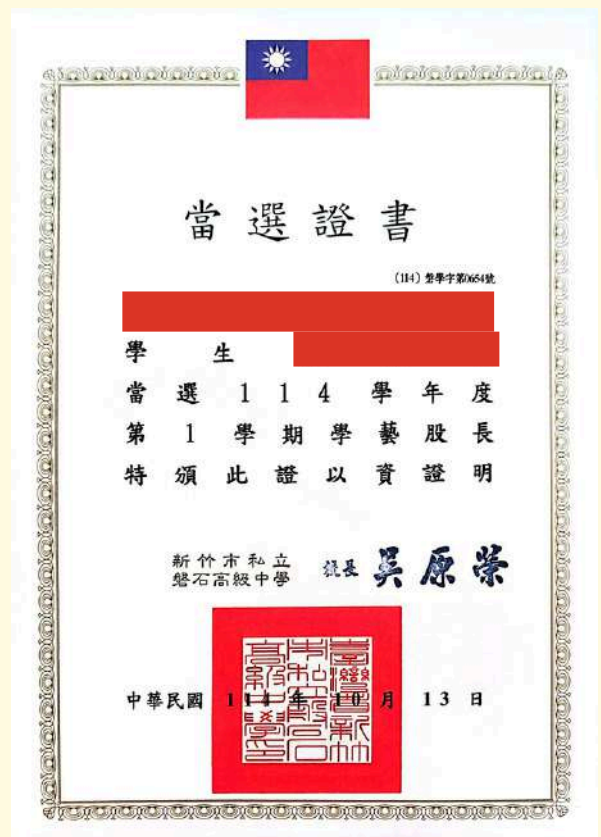 當選證書
(114) 磐學字第0654號
學生
當選114學年度
第1學期學藝股長
特頒此證以資證明
新竹市私立
磐石高級中學
校長 吳原榮
中華民國 114 年 10 月 13 日